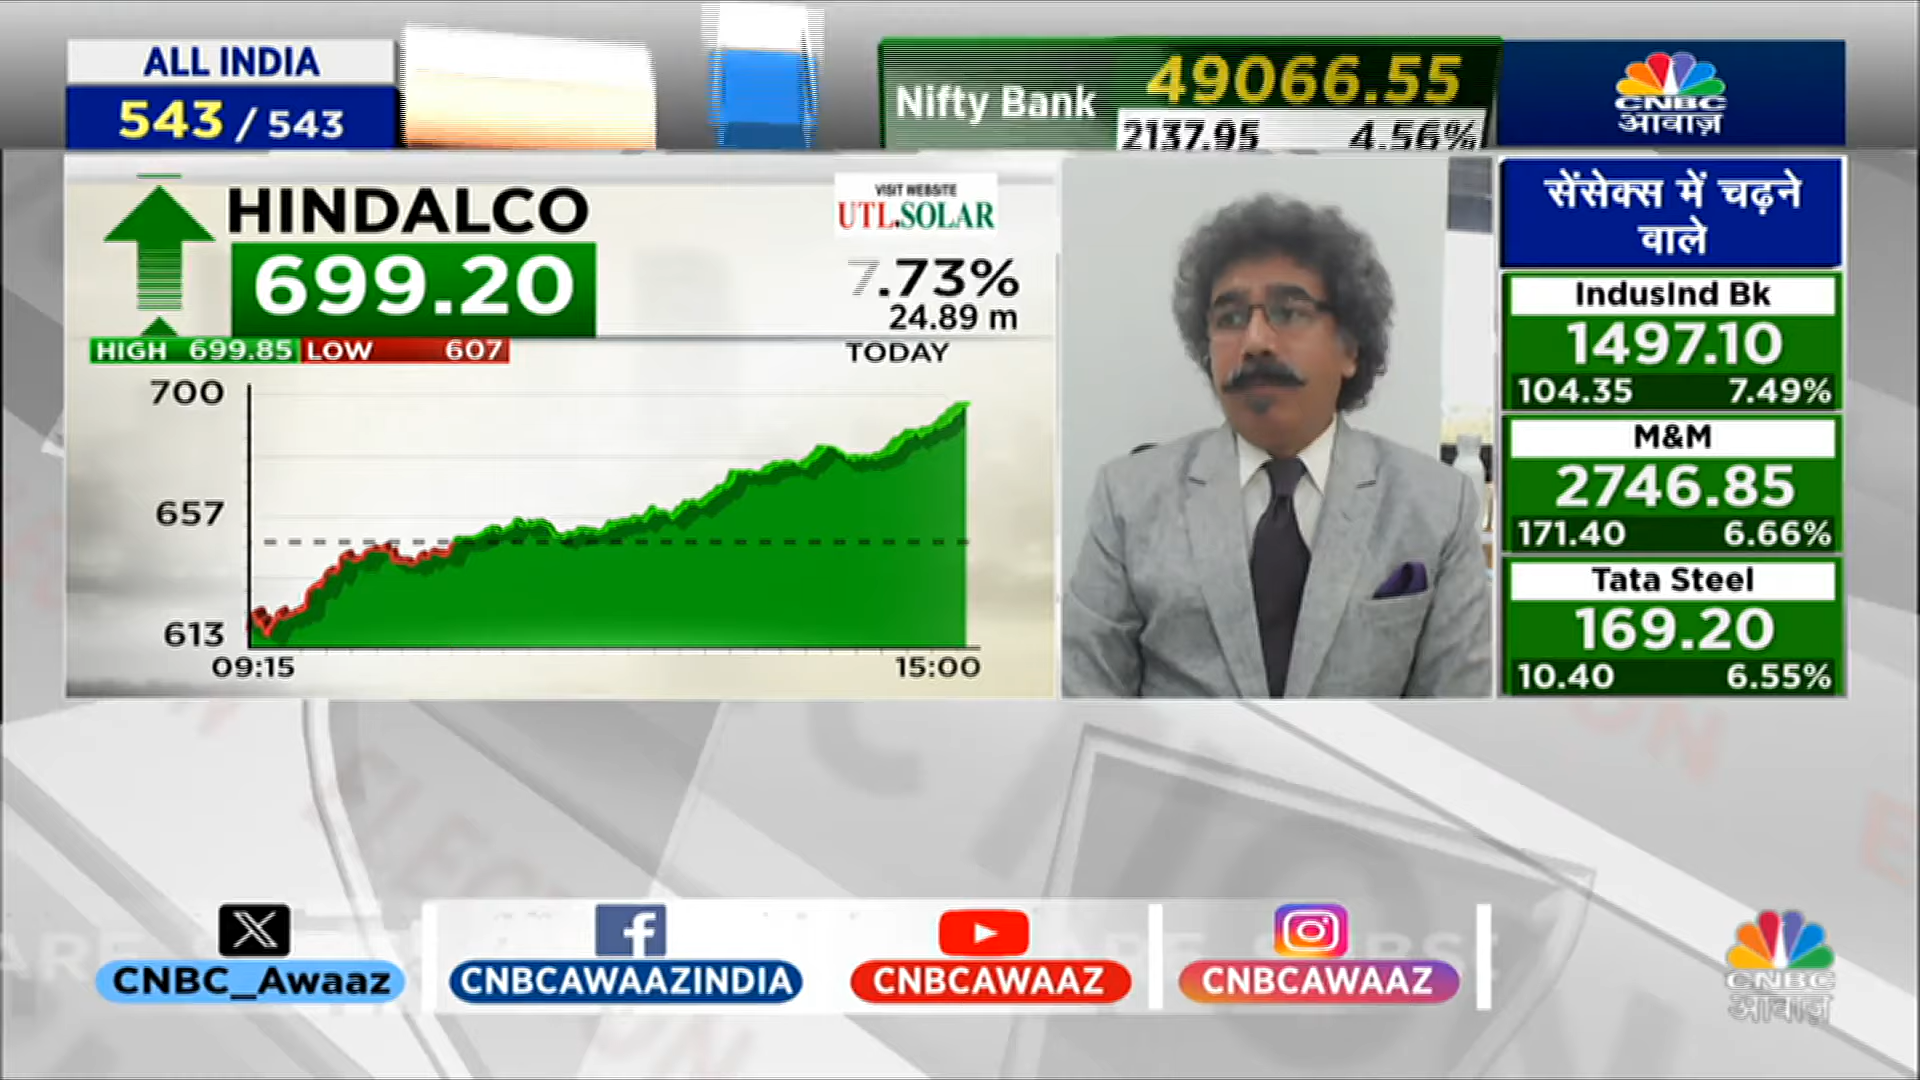 ALL INDIA
543 / 543
Nifty Bank
49066.55
2137.95 4.56%
CNBC
आवाज़
HINDALCO
699.20
VISIT WEBSITE
UTL.SOLAR
7.73%
24.89 m
HIGH 699.85 LOW 607
TODAY
700
657
613
09:15 15:00
सेंसेक्स में चढ़ने
वाले
IndusInd Bk
1497.10
104.35 7.49%
M&M
2746.85
171.40 6.66%
Tata Steel
169.20
10.40 6.55%
CNBC_Awaaz
CNBCAWAAZINDIA
CNBCAWAAZ
CNBCAWAAZ
CNBC
आवाज़